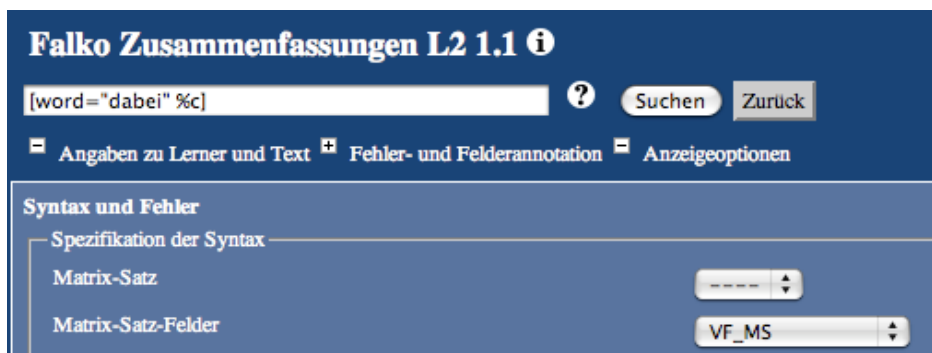 Falko Zusammenfassungen L2 1.1 i
[word="dabei" %c] ? Suchen Zurück
- Angaben zu Lerner und Text + Fehler- und Felderannotation - Anzeigeoptionen
Syntax und Fehler
Spezifikation der Syntax
Matrix-Satz ----
Matrix-Satz-Felder VF_MS